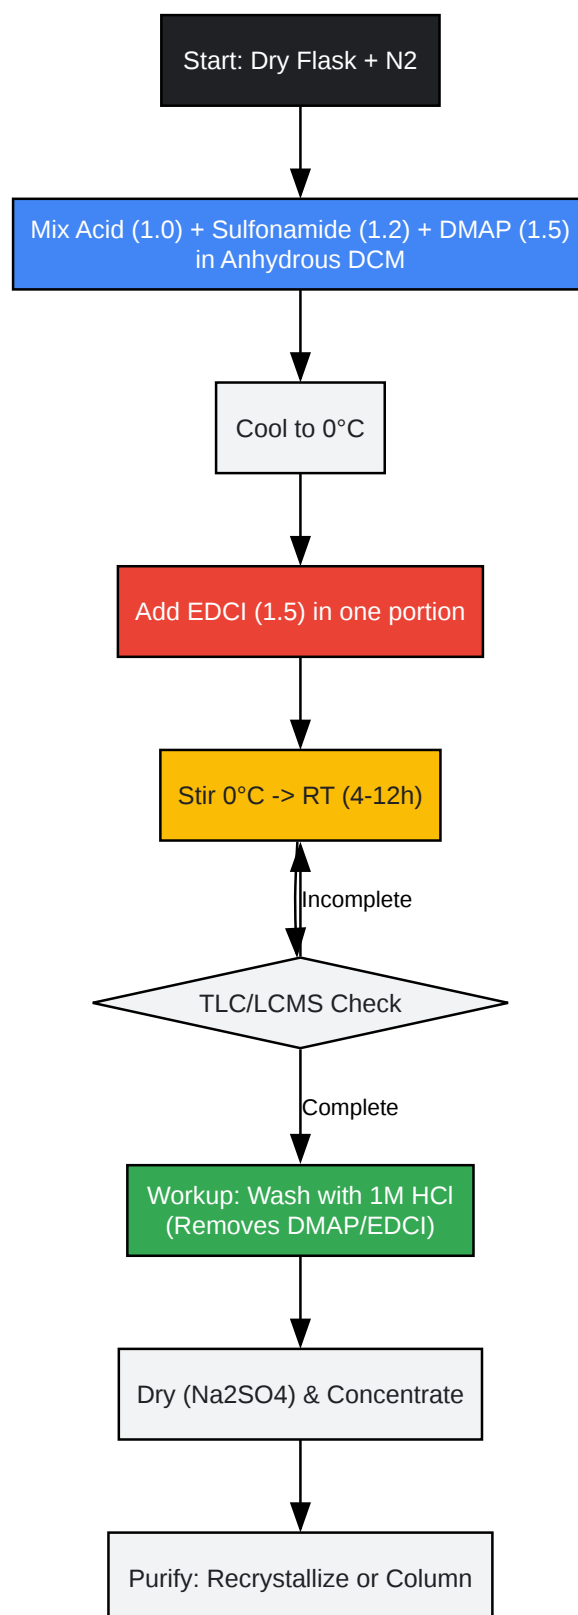 Start: Dry Flask + N2
Mix Acid (1.0) + Sulfonamide (1.2) + DMAP (1.5)
in Anhydrous DCM
Cool to 0°C
Add EDCI (1.5) in one portion
Stir 0°C -> RT (4-12h)
Incomplete
TLC/LCMS Check
Complete
Workup: Wash with 1M HCl
(Removes DMAP/EDCI)
Dry (Na2SO4) & Concentrate
Purify: Recrystallize or Column